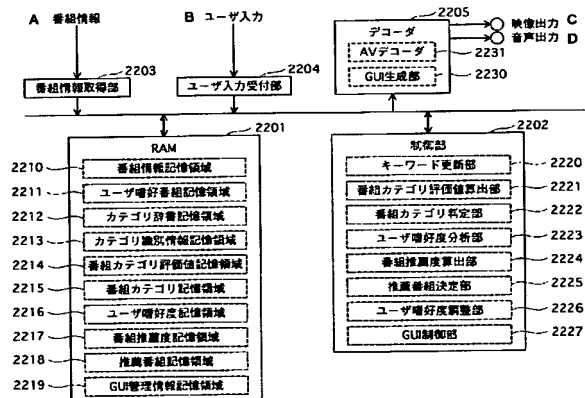 A 番組情報
B ユーザ入力
2205
デコーダ
AVデコーダ
2231
GUI生成部
2230
映像出力 C
音声出力 D
2203
番組情報取得部
2204
ユーザ入力受付部
2201
RAM
2210 番組情報記憶領域
2211 ユーザ嗜好番組記憶領域
2212 カテゴリ辞書記憶領域
2213 カテゴリ識別情報記憶領域
2214 番組カテゴリ評価値記憶領域
2215 番組カテゴリ記憶領域
2216 ユーザ嗜好度記憶領域
2217 番組推薦度記憶領域
2218 推薦番組記憶領域
2219 GUI管理情報記憶領域
2202
制御部
キーワード更新部 2220
番組カテゴリ評価値算出部 2221
番組カテゴリ判定部 2222
ユーザ嗜好度分析部 2223
番組推薦度算出部 2224
推薦番組決定部 2225
ユーザ嗜好度調整部 2226
GUI制御部 2227